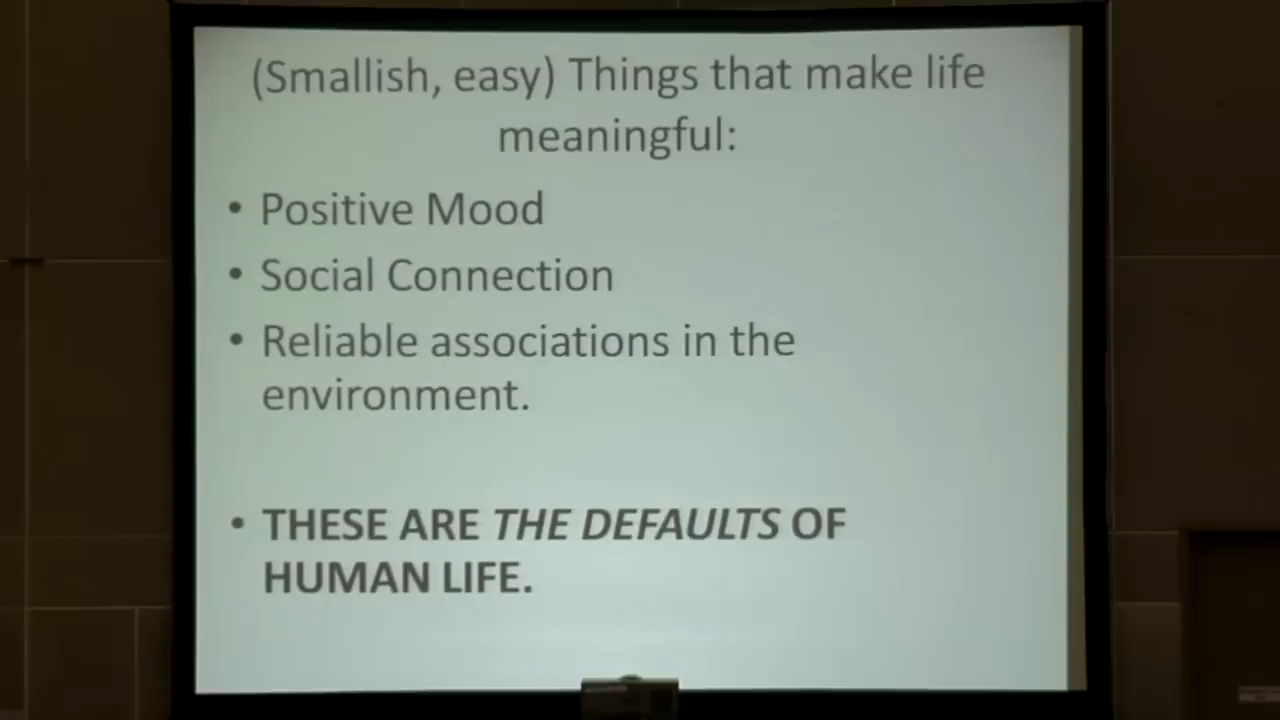 (Smallish, easy) Things that make life
meaningful:
• Positive Mood
• Social Connection
• Reliable associations in the
environment.
• THESE ARE THE DEFAULTS OF
HUMAN LIFE.